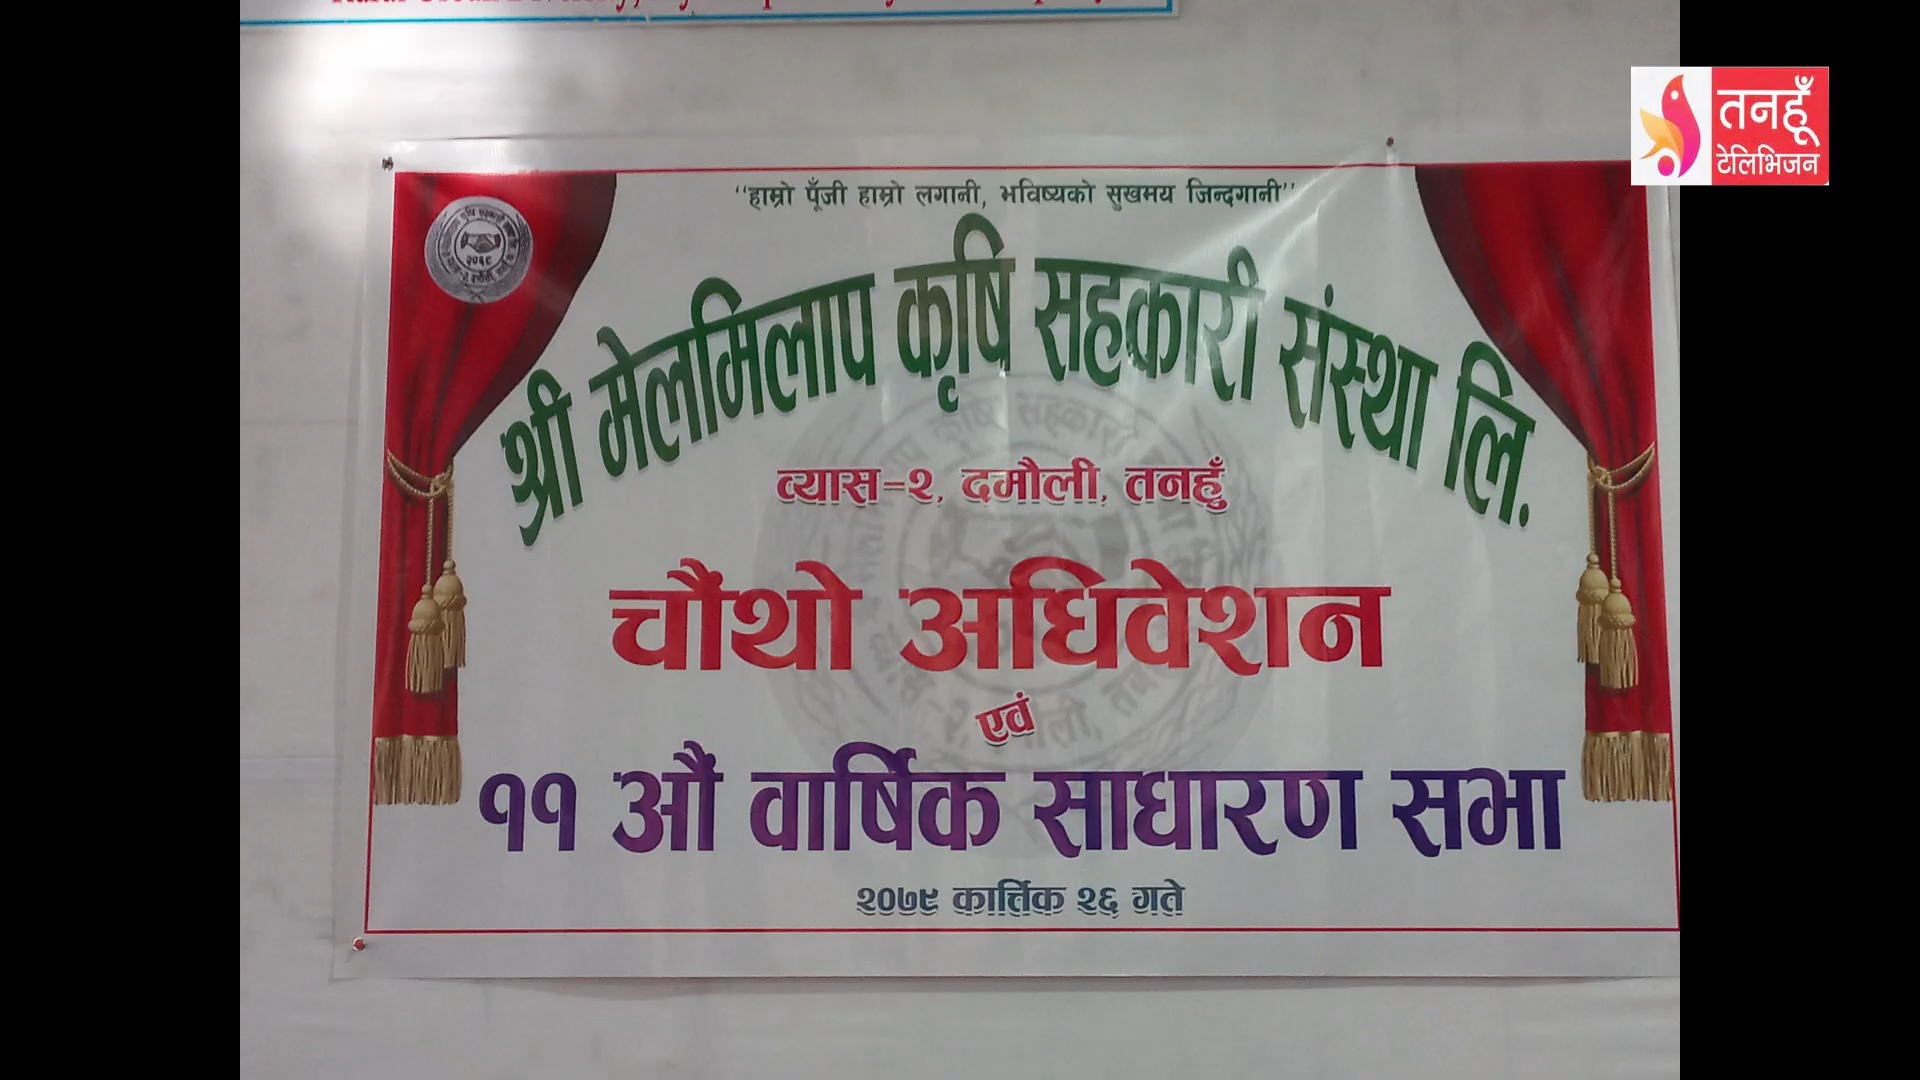 तनहूँ
टेलिभिजन
"हाम्रो पूँजी हाम्रो लगानी, भविष्यको सुखमय जिन्दगानी"
श्री मेलमिलाप कृषि सहकारी संस्था लि.
व्यास-२, दमौली, तनहुँ
चौंथो अधिवेशन
एवं
११ औं वार्षिक साधारण सभा
२०७९ कार्त्तिक २६ गते
२०६८